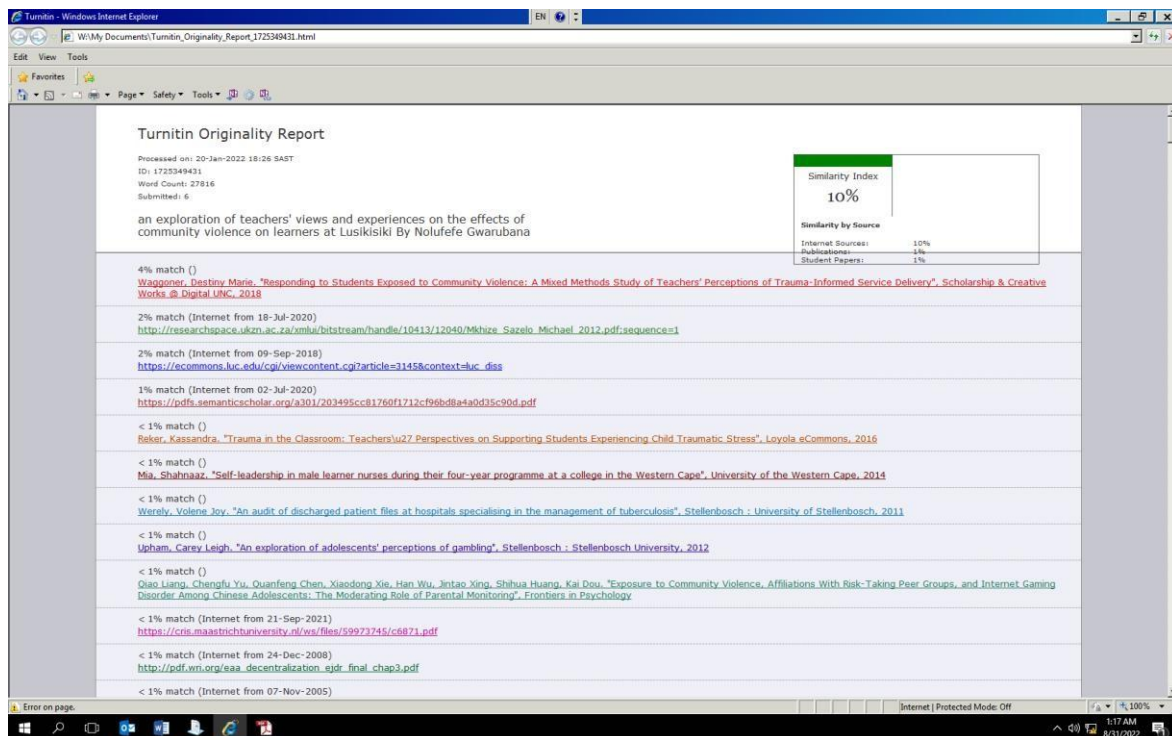 Turnitin - Windows Internet Explorer
EN
W:\My Documents\Turnitin_Originality_Report_1725349431.html
Edit View Tools
Favorites
Page Safety Tools
Turnitin Originality Report
Processed on: 20-Jan-2022 18:26 SAST
ID: 1725349431
Word Count: 27816
Submitted: 6
an exploration of teachers' views and experiences on the effects of
community violence on learners at Lusikisiki By Nolufefe Gwarubana
Similarity Index
10%
Similarity by Source
Internet Sources: 10%
Publications: 1%
Student Papers: 1%
4% match ()
Waggoner, Destiny Marie. "Responding to Students Exposed to Community Violence: A Mixed Methods Study of Teachers' Perceptions of Trauma-Informed Service Delivery", Scholarship & Creative
Works @ Digital UNC, 2018
2% match (Internet from 18-Jul-2020)
http://researchspace.ukzn.ac.za/xmlui/bitstream/handle/10413/12040/Mkhize_Sazelo_Michael_2012.pdf;sequence=1
2% match (Internet from 09-Sep-2018)
https://ecommons.luc.edu/cgi/viewcontent.cgi?article=3145&context=luc_diss
1% match (Internet from 02-Jul-2020)
https://pdfs.semanticscholar.org/a301/203495cc81760f1712cf96bd8a4a0d35c90d.pdf
< 1% match ()
Reker, Kassandra. "Trauma in the Classroom: Teachers\u27 Perspectives on Supporting Students Experiencing Child Traumatic Stress", Loyola eCommons, 2016
< 1% match ()
Mia, Shahnaaz. "Self-leadership in male learner nurses during their four-year programme at a college in the Western Cape", University of the Western Cape, 2014
< 1% match ()
Werely, Volene Joy. "An audit of discharged patient files at hospitals specialising in the management of tuberculosis", Stellenbosch : University of Stellenbosch, 2011
< 1% match ()
Upham, Carey Leigh. "An exploration of adolescents' perceptions of gambling", Stellenbosch : Stellenbosch University, 2012
< 1% match ()
Qiao Liang, Chengfu Yu, Quanfeng Chen, Xiaodong Xie, Han Wu, Jintao Xing, Shihua Huang, Kai Dou. "Exposure to Community Violence, Affiliations With Risk-Taking Peer Groups, and Internet Gaming
Disorder Among Chinese Adolescents: The Moderating Role of Parental Monitoring", Frontiers in Psychology
< 1% match (Internet from 21-Sep-2021)
https://cris.maastrichtuniversity.nl/ws/files/59973745/c6871.pdf
< 1% match (Internet from 24-Dec-2008)
http://pdf.wri.org/eaa_decentralization_ejdr_final_chap3.pdf
< 1% match (Internet from 07-Nov-2005)
Error on page.
Internet | Protected Mode: Off
100%
1:17 AM
8/31/2022